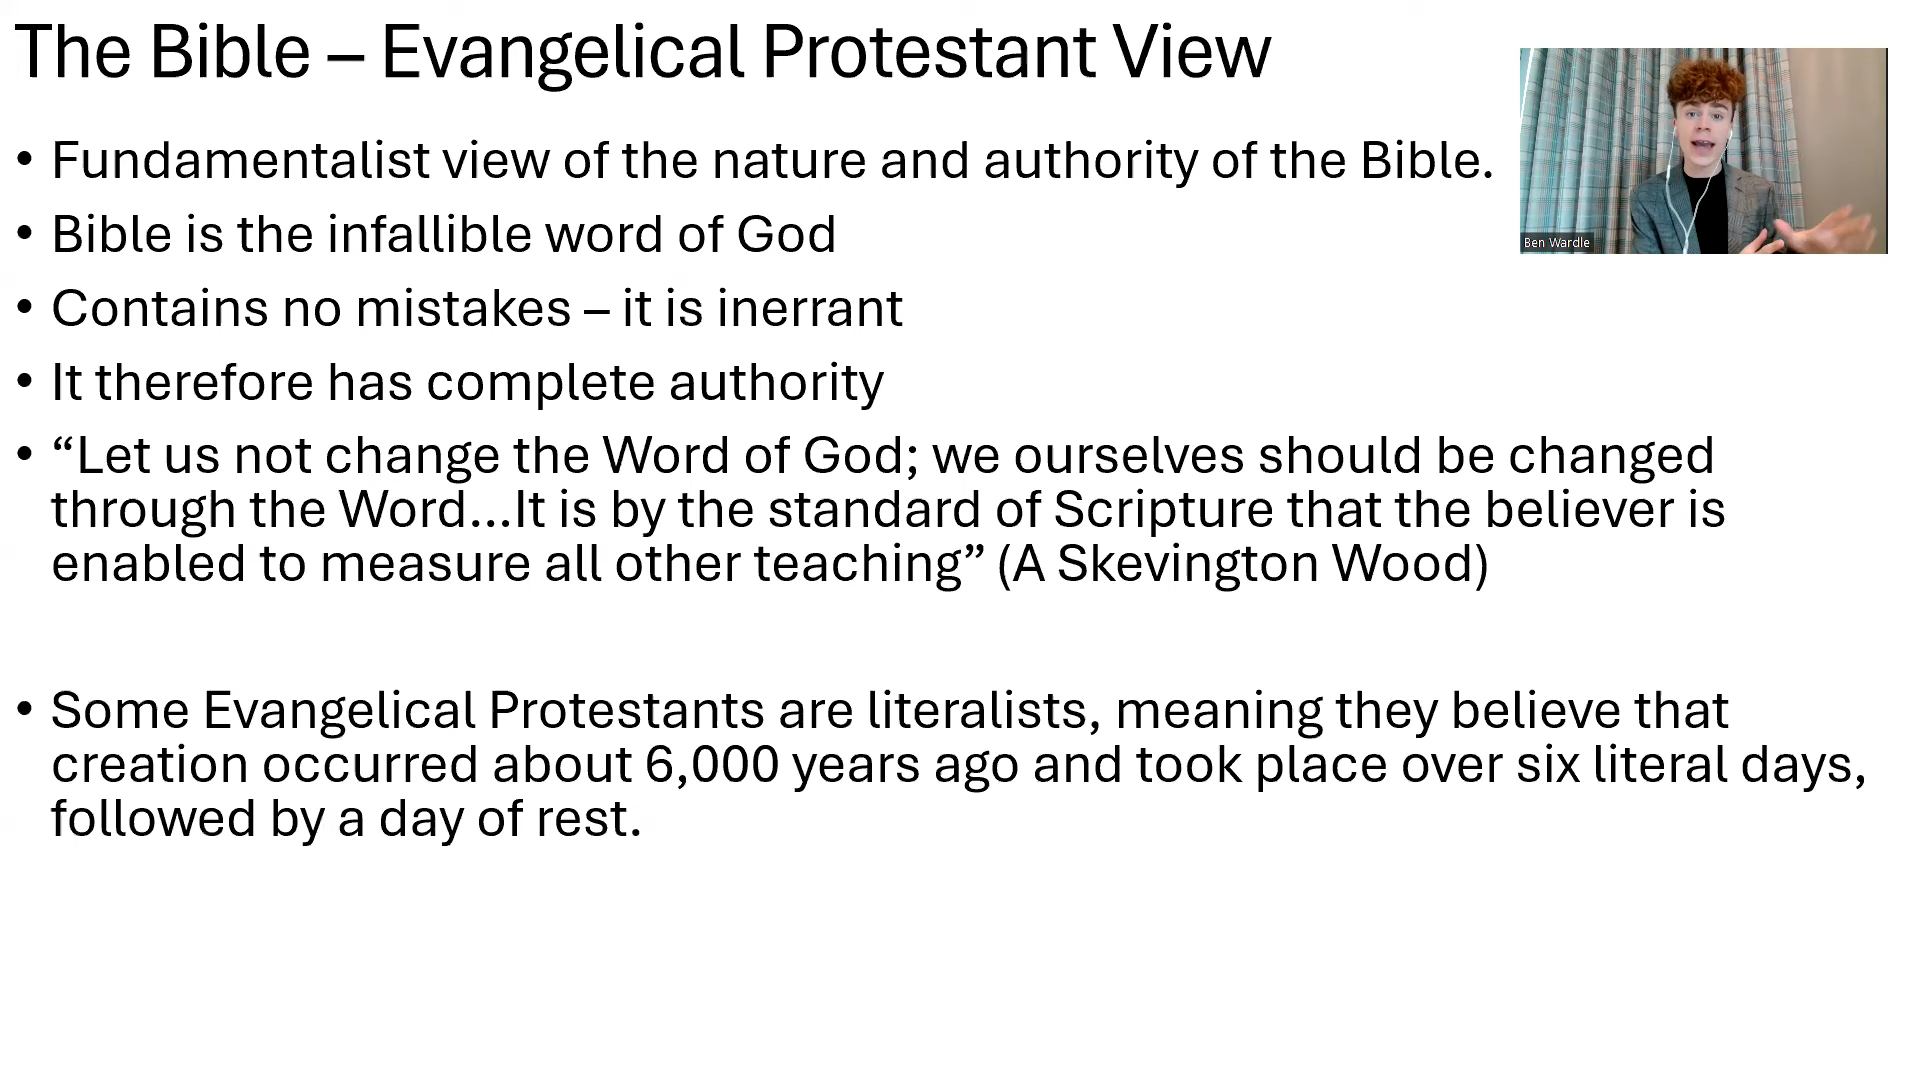 The Bible – Evangelical Protestant View
• Fundamentalist view of the nature and authority of the Bible.
• Bible is the infallible word of God
• Contains no mistakes – it is inerrant
• It therefore has complete authority
• “Let us not change the Word of God; we ourselves should be changed
through the Word…It is by the standard of Scripture that the believer is
enabled to measure all other teaching” (A Skevington Wood)
• Some Evangelical Protestants are literalists, meaning they believe that
creation occurred about 6,000 years ago and took place over six literal days,
followed by a day of rest.
Ben Wardle